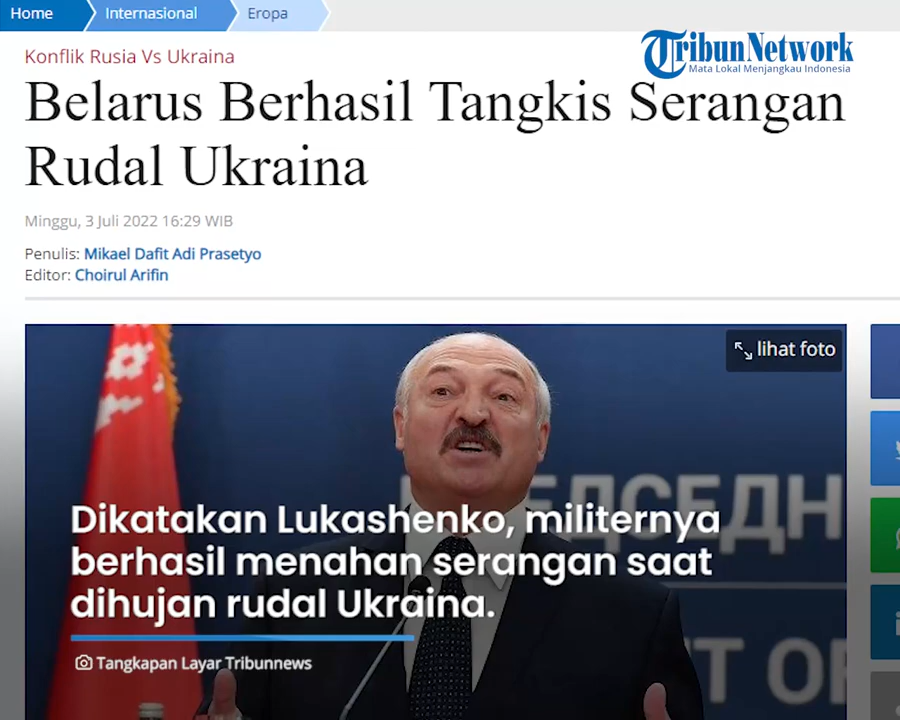 Home Internasional Eropa
Konflik Rusia Vs Ukraina
TribunNetwork
Mata Lokal Menjangkau Indonesia
Belarus Berhasil Tangkis Serangan
Rudal Ukraina
Minggu, 3 Juli 2022 16:29 WIB
Penulis: Mikael Dafit Adi Prasetyo
Editor: Choirul Arifin
lihat foto
ЕДСЕДН
Dikatakan Lukashenko, militernya
berhasil menahan serangan saat
dihujan rudal Ukraina.
T OF
Tangkapan Layar Tribunnews